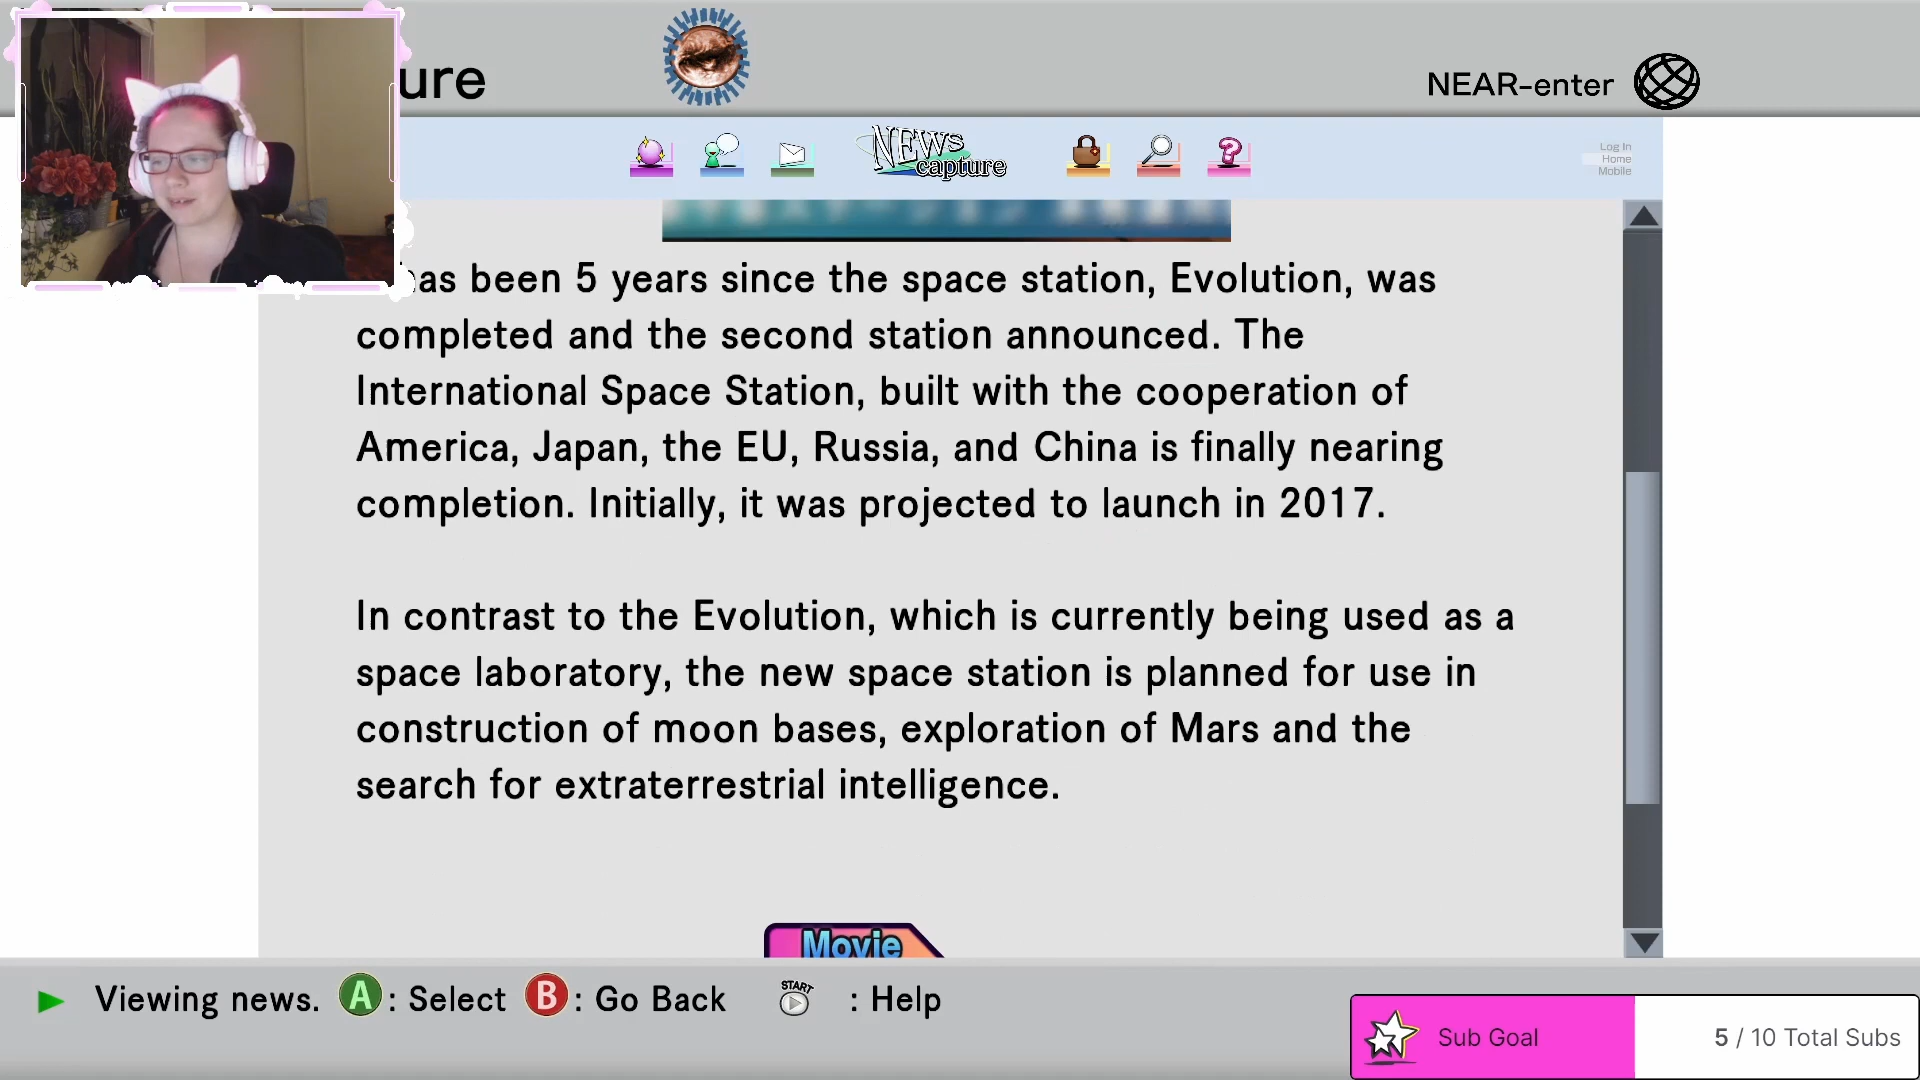 ure
NEAR-enter
NEWS
capture
Log In
Home
Mobile
has been 5 years since the space station, Evolution, was
completed and the second station announced. The
International Space Station, built with the cooperation of
America, Japan, the EU, Russia, and China is finally nearing
completion. Initially, it was projected to launch in 2017.
In contrast to the Evolution, which is currently being used as a
space laboratory, the new space station is planned for use in
construction of moon bases, exploration of Mars and the
search for extraterrestrial intelligence.
Movie
Viewing news. A : Select B : Go Back START : Help
Sub Goal 5 / 10 Total Subs